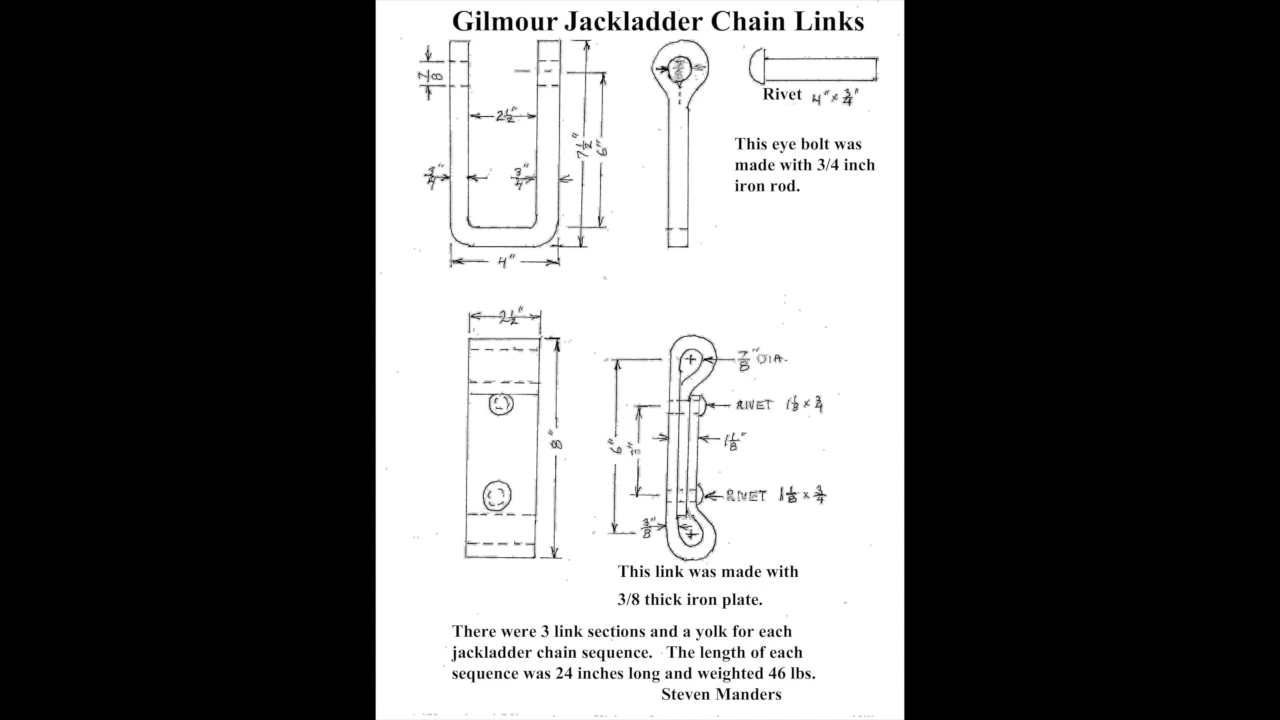 Gilmour Jackladder Chain Links
7/8
2 1/2"
3/4"
3/4"
7 1/2"
6"
4"
7/8
Rivet 4" x 3/4"
This eye bolt was
made with 3/4 inch
iron rod.
2 1/2"
8"
7/8" DIA.
RIVET 1 1/8 x 3/4
6"
1 1/8"
RIVET 1 1/8 x 3/4
3/8"
This link was made with
3/8 thick iron plate.
There were 3 link sections and a yolk for each
jackladder chain sequence. The length of each
sequence was 24 inches long and weighted 46 lbs.
Steven Manders